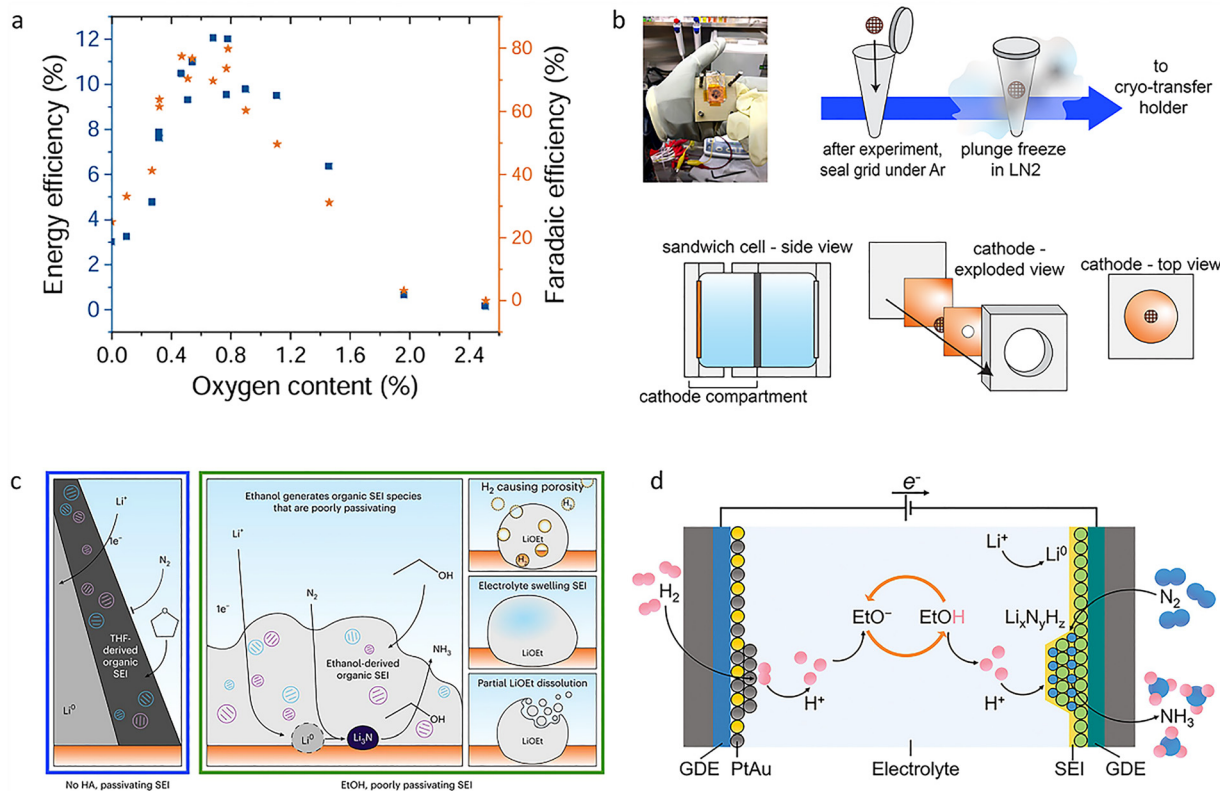 a
Energy efficiency (%)
12
10
8
6
4
2
0
0.0 0.4 0.8 1.2 1.6 2.0 2.4
Oxygen content (%)
80
60
40
20
0
Faradaic efficiency (%)
b
after experiment,
seal grid under Ar
plunge freeze
in LN2
to
cryo-transfer
holder
sandwich cell - side view
cathode compartment
cathode -
exploded view
cathode - top view
c
Li⁺
1e⁻
N₂
THF-
derived
organic
SEI
Li⁰
No HA, passivating SEI
Ethanol generates organic SEI species
that are poorly passivating
Li⁺
1e⁻
N₂
OH
Ethanol-derived
organic SEI
NH₃
OH
Li⁰
Li₃N
H₂ causing porosity
H₂
LiOEt
H₂
Electrolyte swelling SEI
LiOEt
Partial LiOEt dissolution
LiOEt
EtOH, poorly passivating SEI
d
e⁻
H₂
H⁺
EtO⁻
EtOH
H⁺
Li⁺
Li⁰
LiₓNᵧH_z
N₂
NH₃
GDE
PtAu
Electrolyte
SEI
GDE